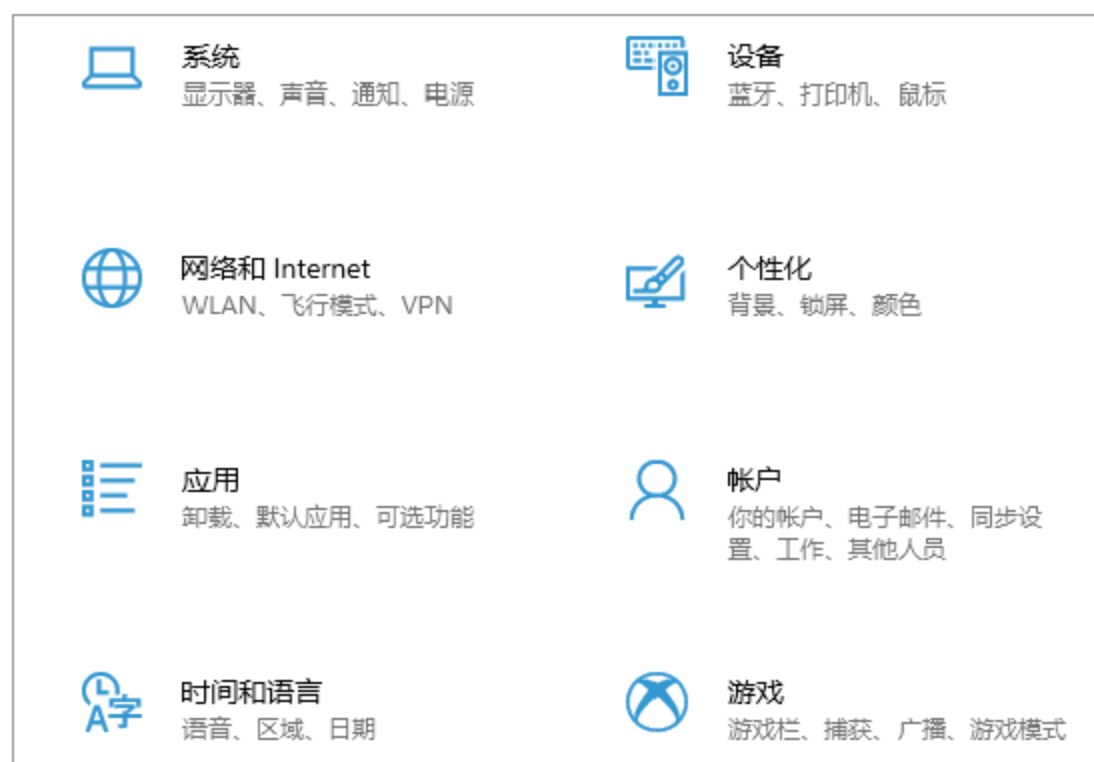 系统
显示器、声音、通知、电源
设备
蓝牙、打印机、鼠标
网络和 Internet
WLAN、飞行模式、VPN
个性化
背景、锁屏、颜色
应用
卸载、默认应用、可选功能
帐户
你的帐户、电子邮件、同步设
置、工作、其他人员
A字
时间和语言
语音、区域、日期
游戏
游戏栏、捕获、广播、游戏模式